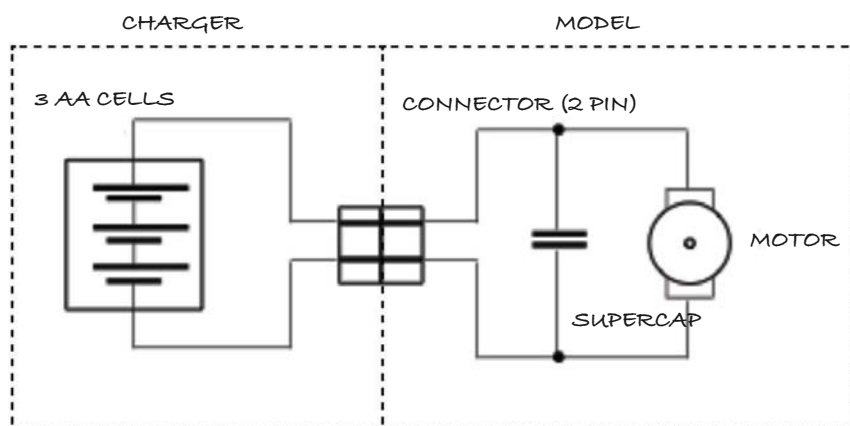 CHARGER
MODEL
3 AA CELLS
CONNECTOR (2 PIN)
MOTOR
SUPERCAP